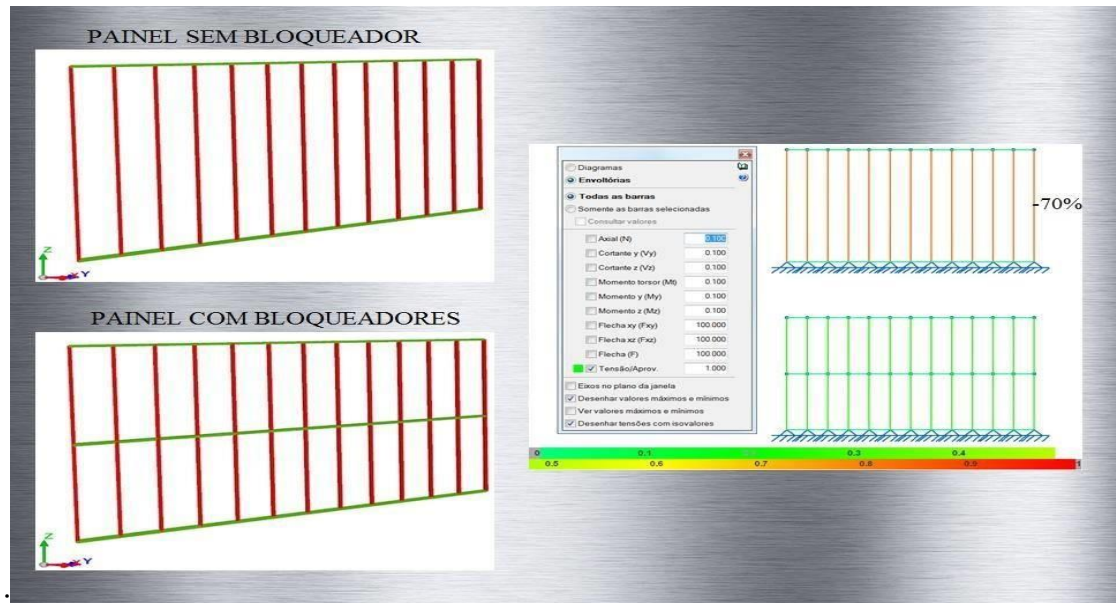 PAINEL SEM BLOQUEADOR
Z
Y
PAINEL COM BLOQUEADORES
Z
X Y
Diagramas
Envoltórias
Todas as barras
Somente as barras selecionadas
Consultar valores
Axial (N) 0.100
Cortante y (Vy) 0.100
Cortante z (Vz) 0.100
Momento torsor (Mt) 0.100
Momento y (My) 0.100
Momento z (Mz) 0.100
Flecha xy (Fxy) 100.000
Flecha xz (Fxz) 100.000
Flecha (F) 100.000
Tensão/Aprov. 1.000
Eixos no plano da janela
Desenhar valores máximos e mínimos
Ver valores máximos e mínimos
Desenhar tensões com isovalores
-70%
0 0.1 0.3 0.4
0.5 0.6 0.7 0.8 0.9 1